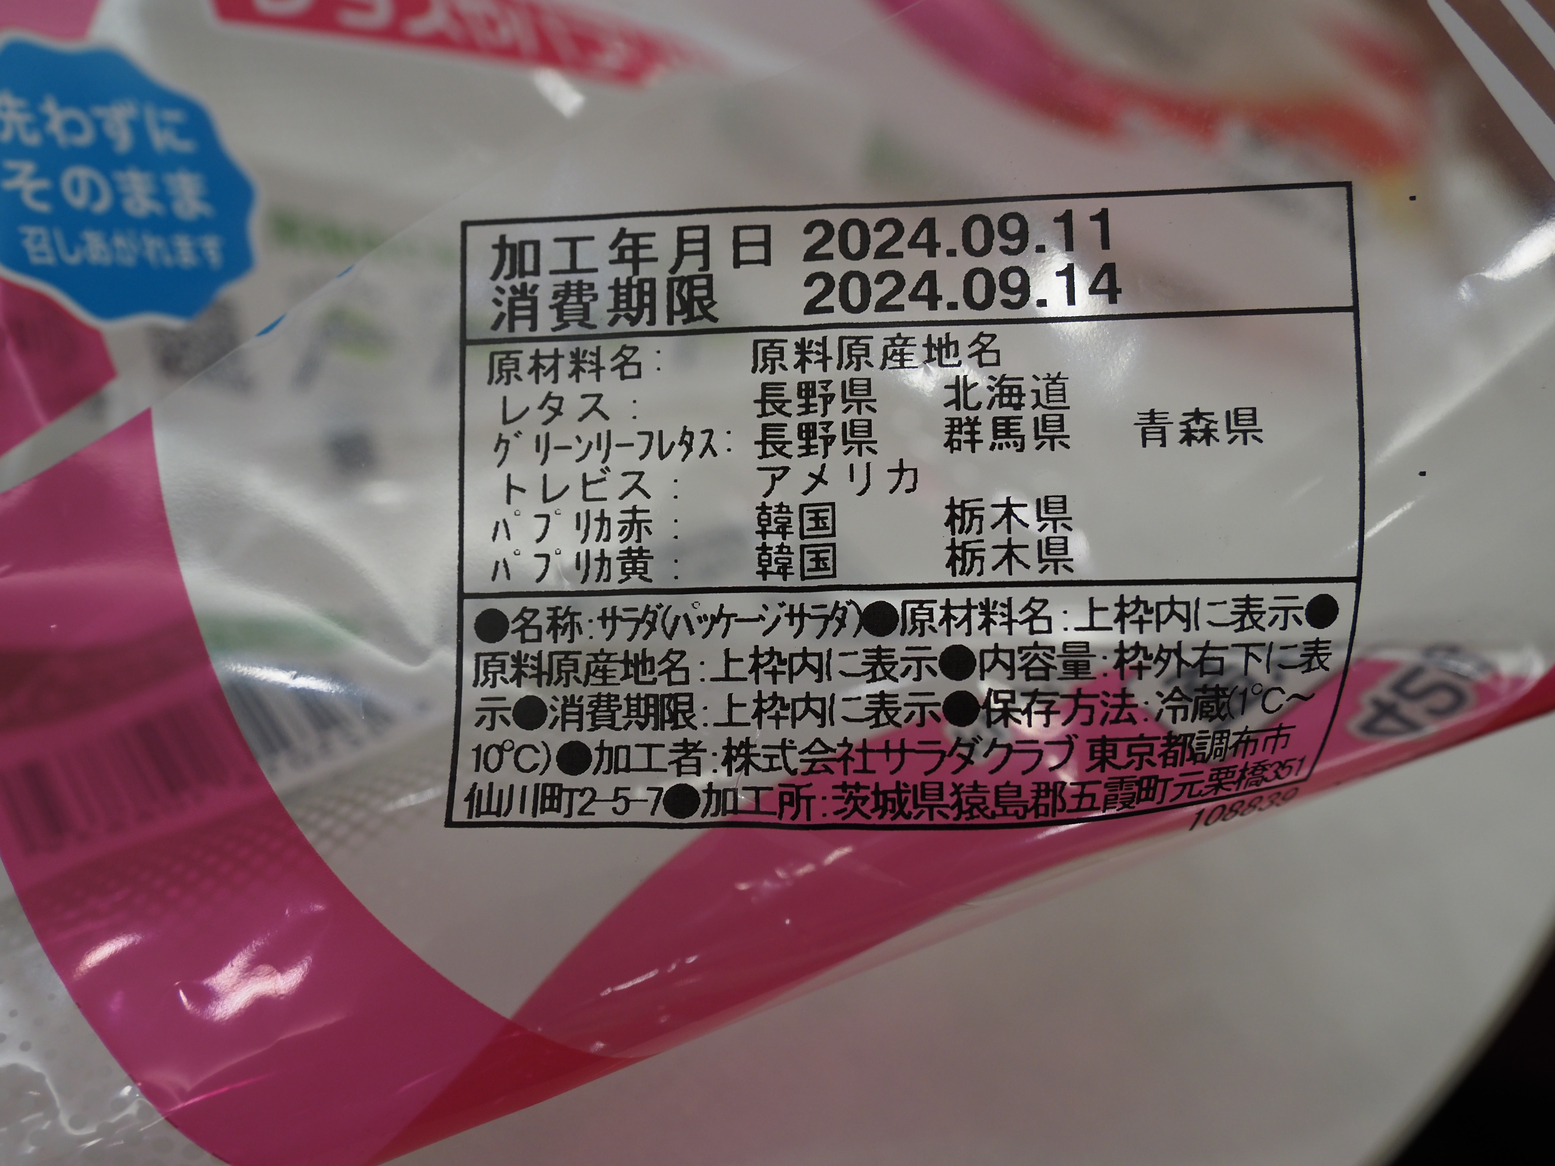 洗わずに
そのまま
召しあがれます
加工年月日 2024.09.11
消費期限 2024.09.14
原材料名: 原料原産地名
レタス: 長野県 北海道
グリーンリーフレタス: 長野県 群馬県 青森県
トレビス: アメリカ
パプリカ赤: 韓国 栃木県
パプリカ黄: 韓国 栃木県
●名称:サラダ(パッケージサラダ)●原材料名:上枠内に表示●
原料原産地名:上枠内に表示●内容量:枠外右下に表
示●消費期限:上枠内に表示●保存方法:冷蔵(1℃～
10℃)●加工者:株式会社サラダクラブ 東京都調布市
仙川町2-5-7●加工所:茨城県猿島郡五霞町元栗橋351
108839